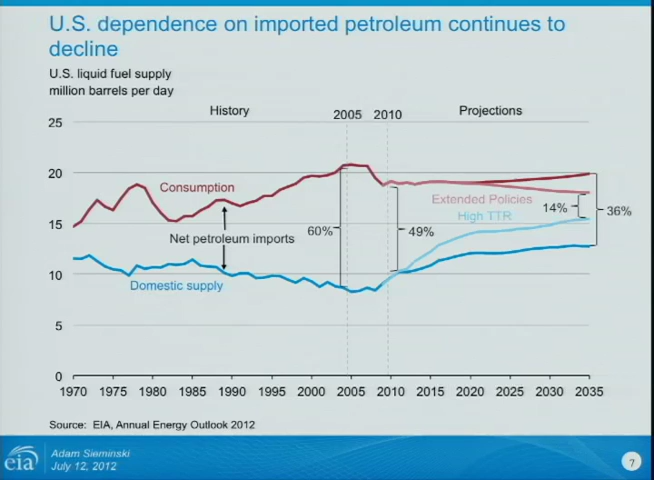 U.S. dependence on imported petroleum continues to
decline
U.S. liquid fuel supply
million barrels per day
History
2005
2010
Projections
25
20
15
10
5
0
Consumption
Net petroleum imports
Domestic supply
60%
49%
Extended Policies
High TTR
14%
36%
1970 1975 1980 1985 1990 1995 2000 2005 2010 2015 2020 2025 2030 2035
Source: EIA, Annual Energy Outlook 2012
eia
Adam Sieminski
July 12, 2012
7